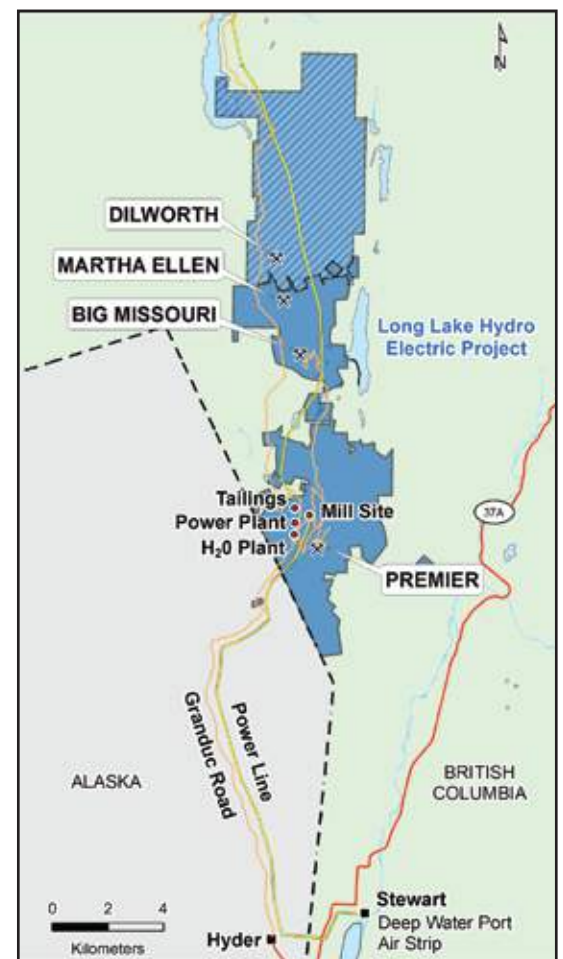 N
DILWORTH
MARTHA ELLEN
BIG MISSOURI
Long Lake Hydro
Electric Project
Tailings
Mill Site
Power Plant
H₂0 Plant
37A
PREMIER
Power Line
Granduc Road
ALASKA
BRITISH
COLUMBIA
0 2 4
Kilometers
Stewart
Deep Water Port
Air Strip
Hyder